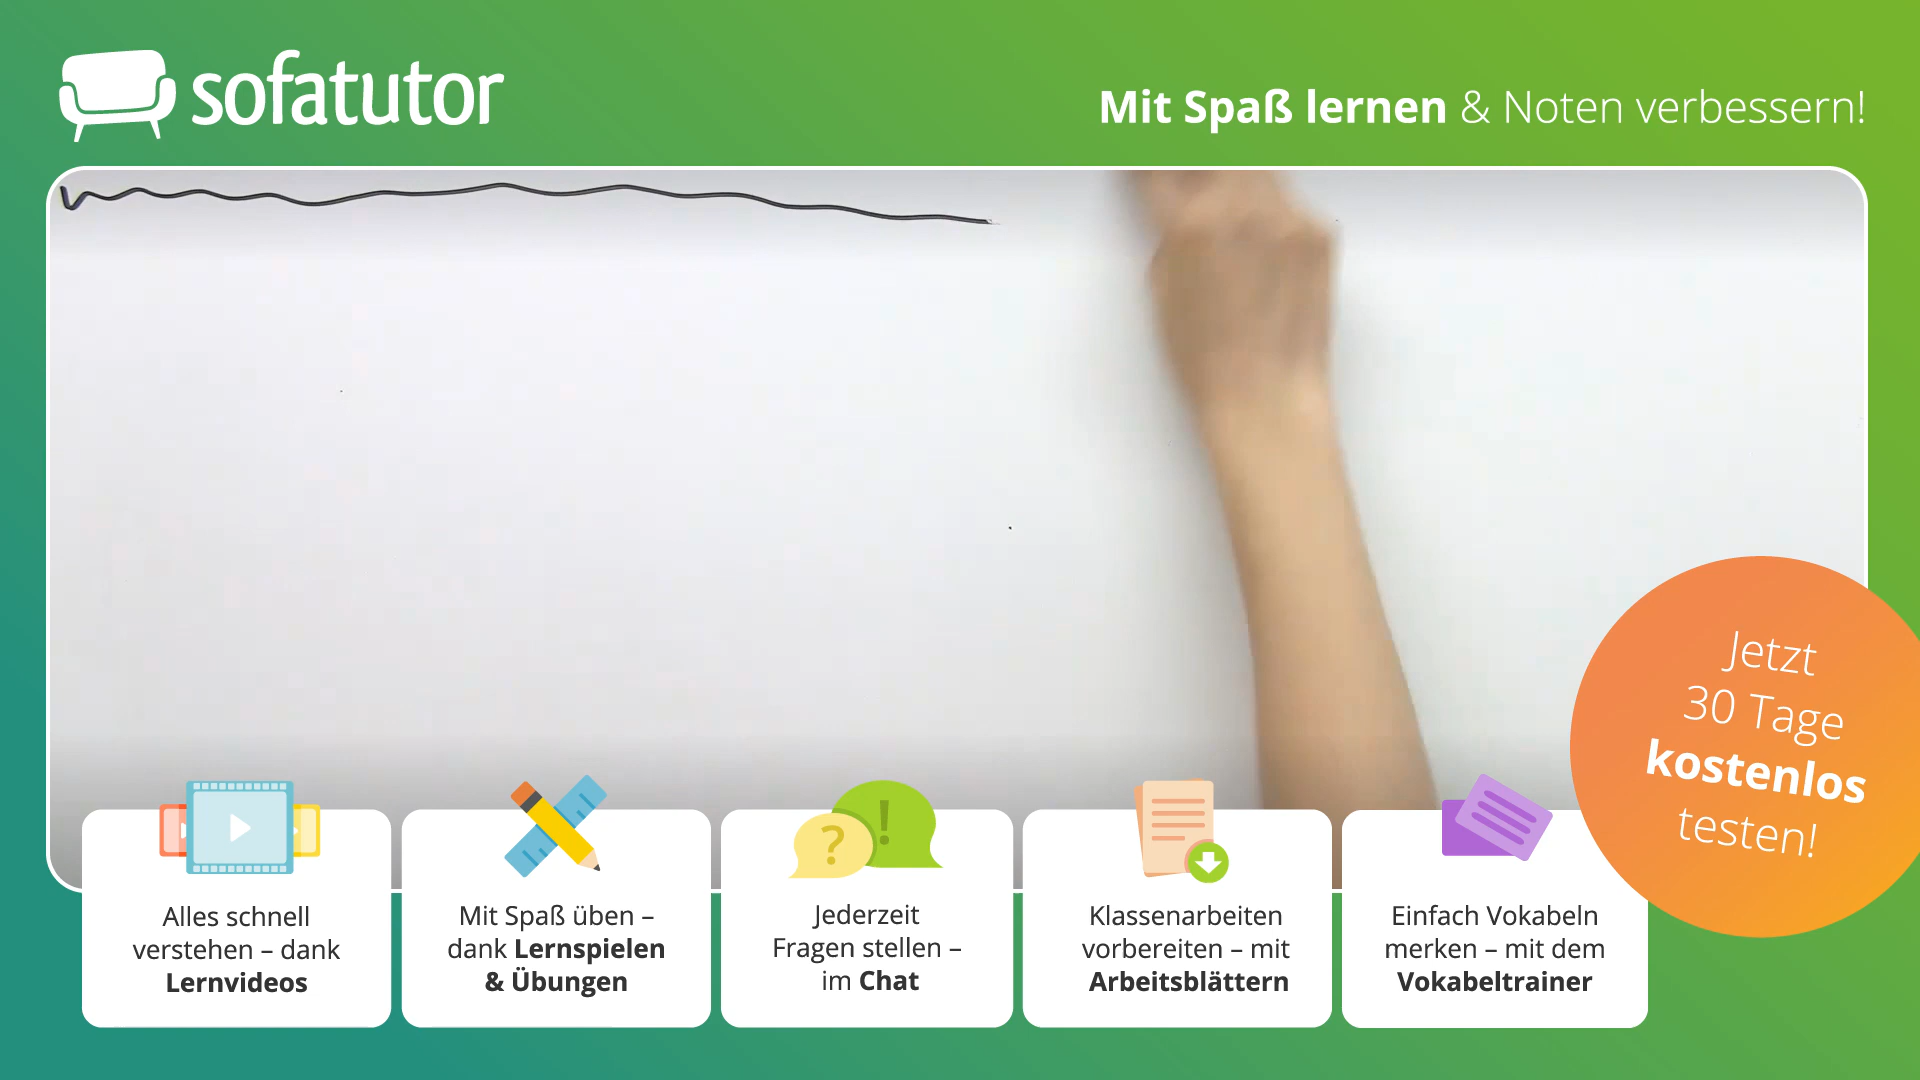 sofatutor
Mit Spaß lernen & Noten verbessern!
Jetzt
30 Tage
kostenlos
testen!
?
!
Alles schnell
verstehen – dank
Lernvideos
Mit Spaß üben –
dank Lernspielen
& Übungen
Jederzeit
Fragen stellen –
im Chat
Klassenarbeiten
vorbereiten – mit
Arbeitsblättern
Einfach Vokabeln
merken – mit dem
Vokabeltrainer